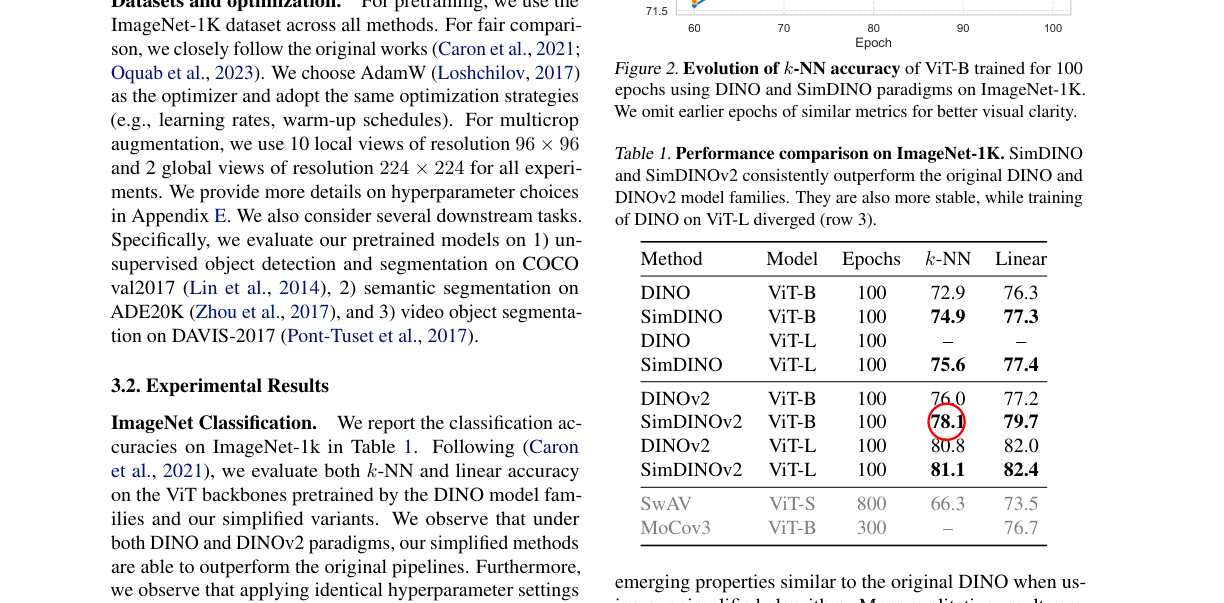 Datasets and optimization. For pretraining, we use the
ImageNet-1K dataset across all methods. For fair compari-
son, we closely follow the original works (Caron et al., 2021;
Oquab et al., 2023). We choose AdamW (Loshchilov, 2017)
as the optimizer and adopt the same optimization strategies
(e.g., learning rates, warm-up schedules). For multicrop
augmentation, we use 10 local views of resolution 96 × 96
and 2 global views of resolution 224 × 224 for all experi-
ments. We provide more details on hyperparameter choices
in Appendix E. We also consider several downstream tasks.
Specifically, we evaluate our pretrained models on 1) un-
supervised object detection and segmentation on COCO
val2017 (Lin et al., 2014), 2) semantic segmentation on
ADE20K (Zhou et al., 2017), and 3) video object segmenta-
tion on DAVIS-2017 (Pont-Tuset et al., 2017).
3.2. Experimental Results
ImageNet Classification. We report the classification ac-
curacies on ImageNet-1k in Table 1. Following (Caron
et al., 2021), we evaluate both k-NN and linear accuracy
on the ViT backbones pretrained by the DINO model fam-
ilies and our simplified variants. We observe that under
both DINO and DINOv2 paradigms, our simplified methods
are able to outperform the original pipelines. Furthermore,
we observe that applying identical hyperparameter settings
71.5
60 70 80 90 100
Epoch
Figure 2. Evolution of k-NN accuracy of ViT-B trained for 100
epochs using DINO and SimDINO paradigms on ImageNet-1K.
We omit earlier epochs of similar metrics for better visual clarity.
Table 1. Performance comparison on ImageNet-1K. SimDINO
and SimDINOv2 consistently outperform the original DINO and
DINOv2 model families. They are also more stable, while training
of DINO on ViT-L diverged (row 3).
Method Model Epochs k-NN Linear
DINO ViT-B 100 72.9 76.3
SimDINO ViT-B 100 74.9 77.3
DINO ViT-L 100 – –
SimDINO ViT-L 100 75.6 77.4
DINOv2 ViT-B 100 76.0 77.2
SimDINOv2 ViT-B 100 78.1 79.7
DINOv2 ViT-L 100 80.8 82.0
SimDINOv2 ViT-L 100 81.1 82.4
SwAV ViT-S 800 66.3 73.5
MoCov3 ViT-B 300 – 76.7
emerging properties similar to the original DINO when us-